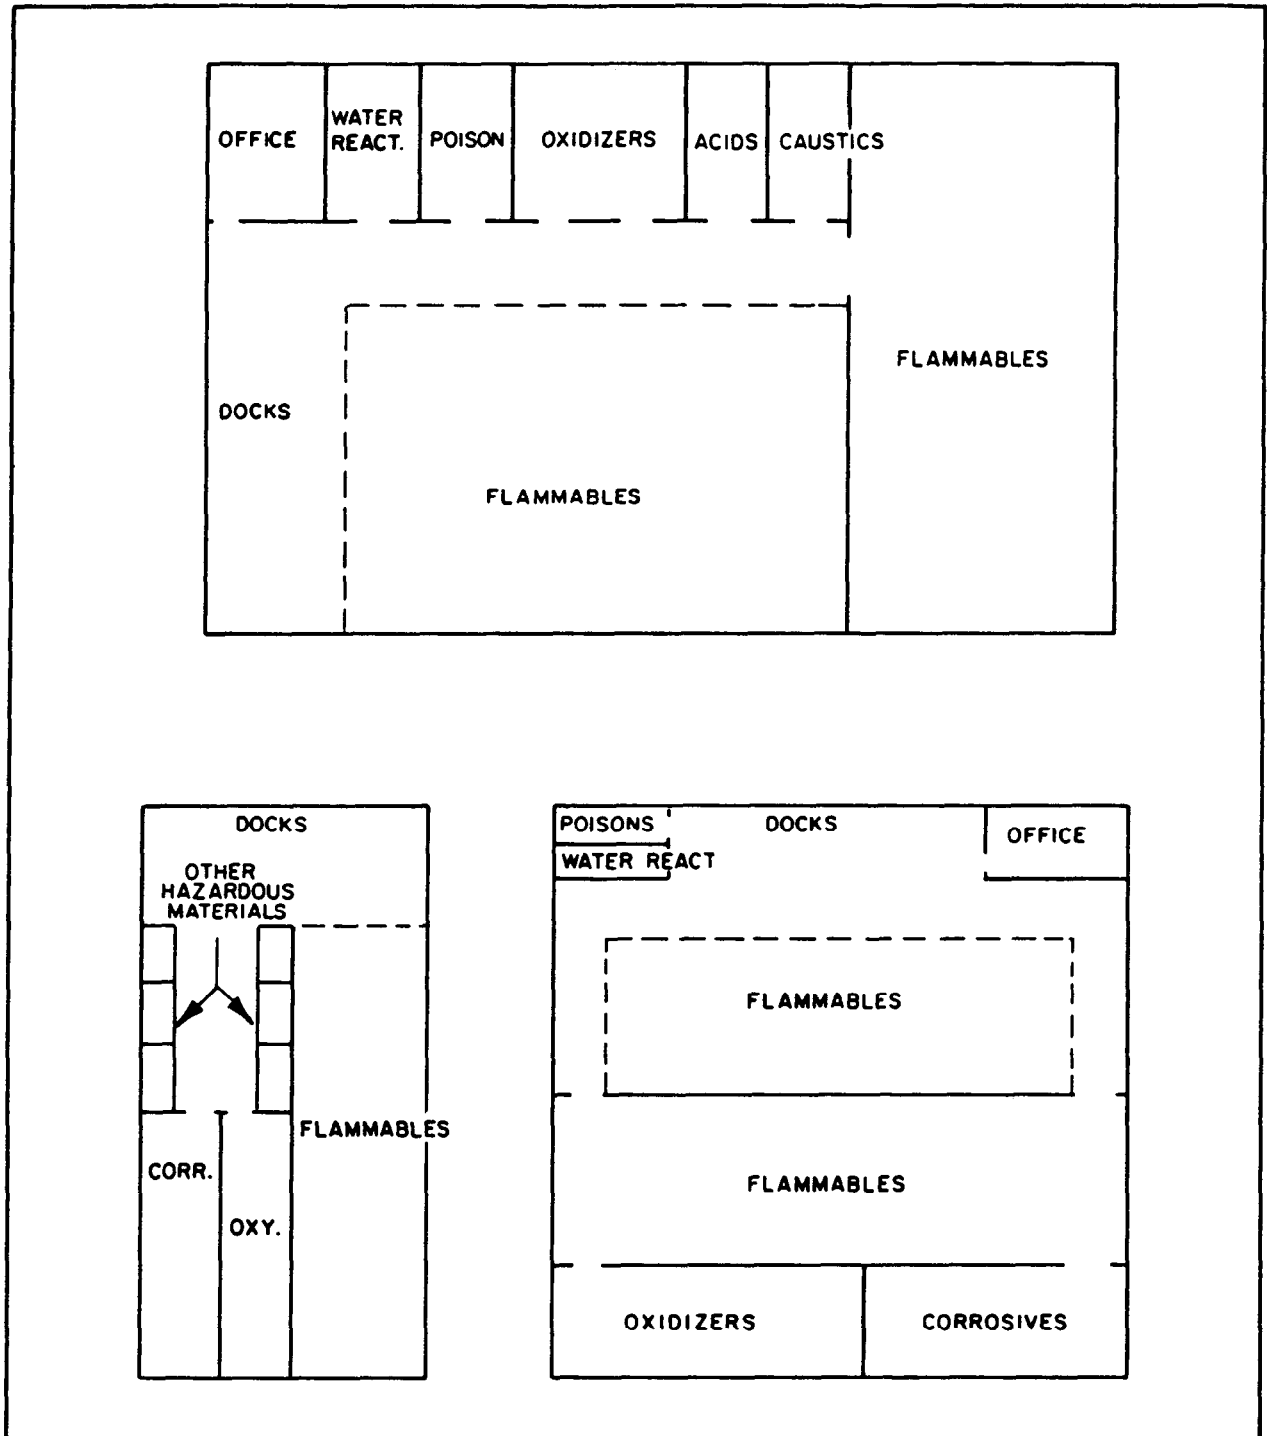 OFFICE
WATER
REACT.
POISON
OXIDIZERS
ACIDS
CAUSTICS
FLAMMABLES
DOCKS
FLAMMABLES
DOCKS
OTHER
HAZARDOUS
MATERIALS
FLAMMABLES
CORR.
OXY.
POISONS
DOCKS
OFFICE
WATER REACT
FLAMMABLES
FLAMMABLES
OXIDIZERS
CORROSIVES